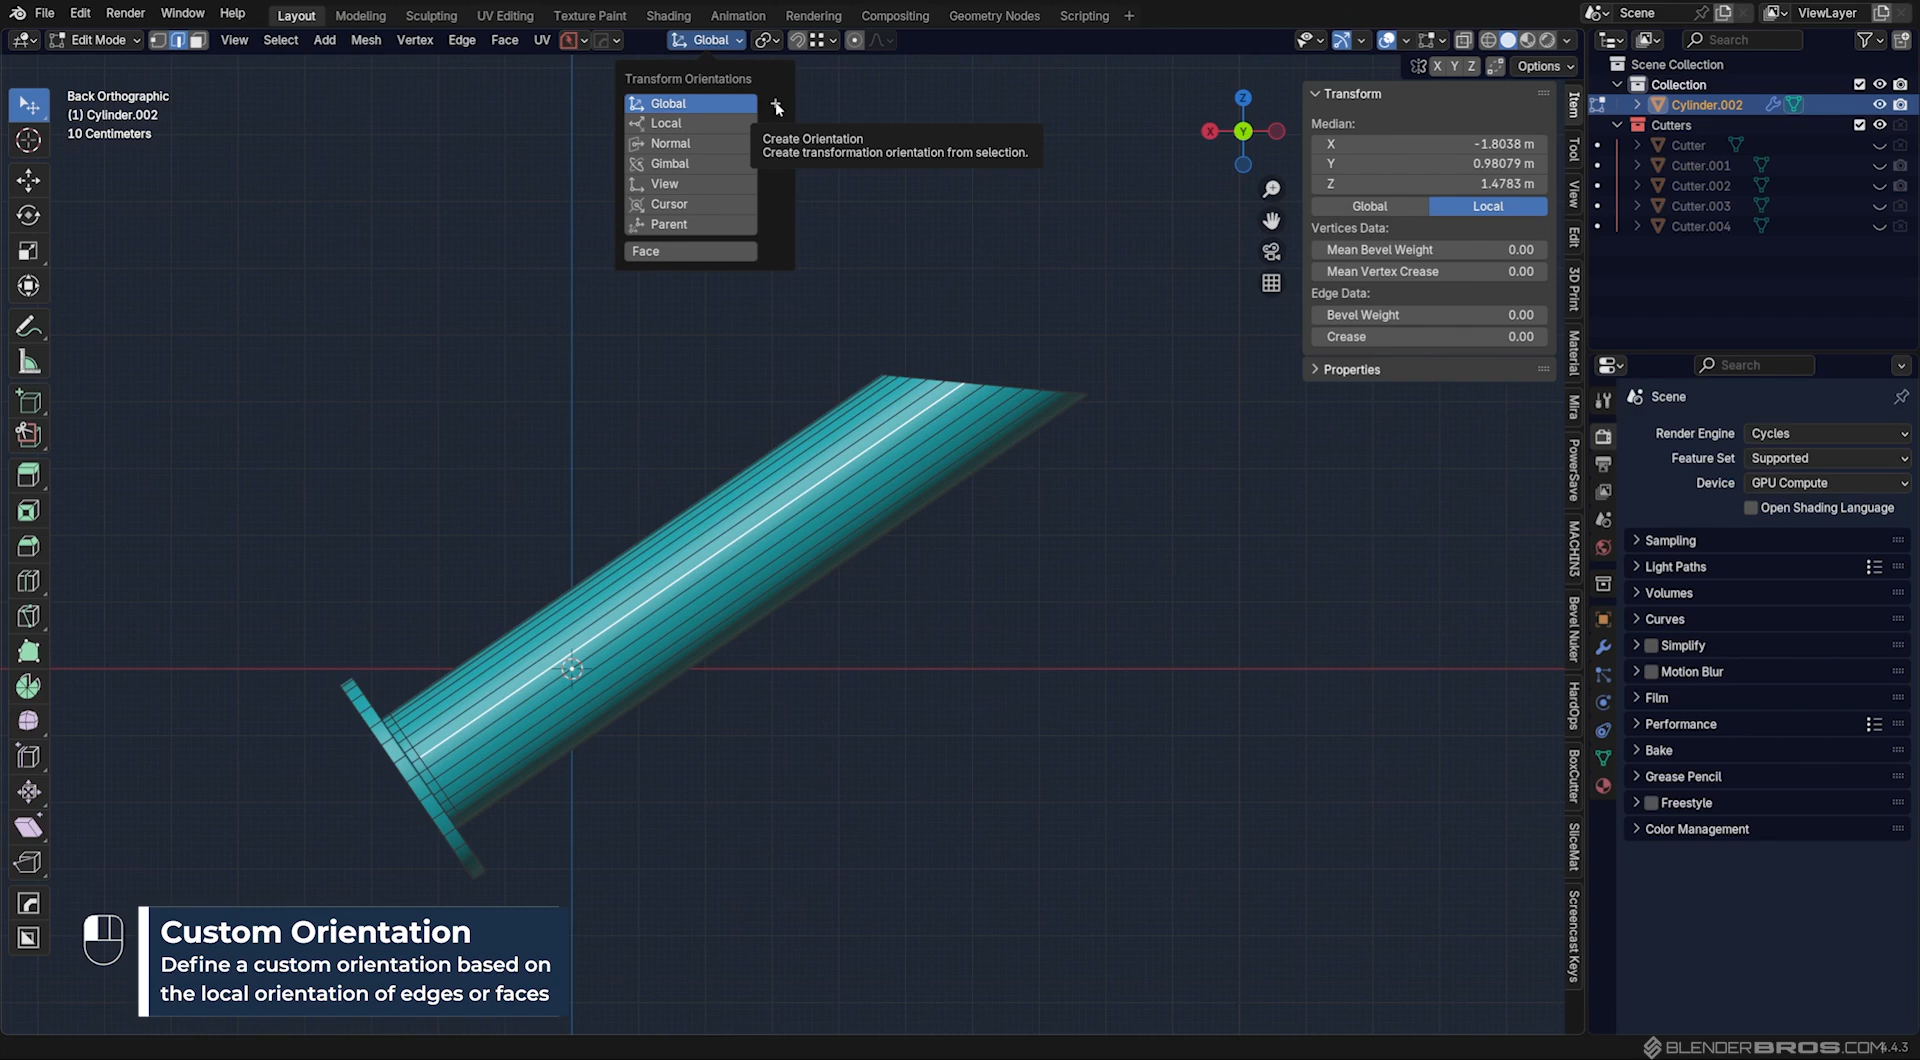 File Edit Render Window Help
Layout Modeling Sculpting UV Editing Texture Paint Shading Animation Rendering Compositing Geometry Nodes Scripting +
Scene
ViewLayer
Edit Mode
View Select Add Mesh Vertex Edge Face UV
Global
Search
X Y Z
Options
Back Orthographic
(1) Cylinder.002
10 Centimeters
Transform Orientations
Global
Local
Normal
Gimbal
View
Cursor
Parent
Face
Create Orientation
Create transformation orientation from selection.
Z
X
Y
Transform
Median:
X -1.8038 m
Y 0.98079 m
Z 1.4783 m
Global Local
Vertices Data:
Mean Bevel Weight 0.00
Mean Vertex Crease 0.00
Edge Data:
Bevel Weight 0.00
Crease 0.00
Properties
Item
Tool
View
Edit
3D Print
Material
Mira
PowerSave
MACHIN3
Bevel Nuker
HardOps
BoxCutter
SliceMat
Screencast Keys
Scene Collection
Collection
Cylinder.002
Cutters
Cutter
Cutter.001
Cutter.002
Cutter.003
Cutter.004
Search
Scene
Render Engine Cycles
Feature Set Supported
Device GPU Compute
Open Shading Language
Sampling
Light Paths
Volumes
Curves
Simplify
Motion Blur
Film
Performance
Bake
Grease Pencil
Freestyle
Color Management
Custom Orientation
Define a custom orientation based on
the local orientation of edges or faces
BLENDERBROS.COM
4.4.3